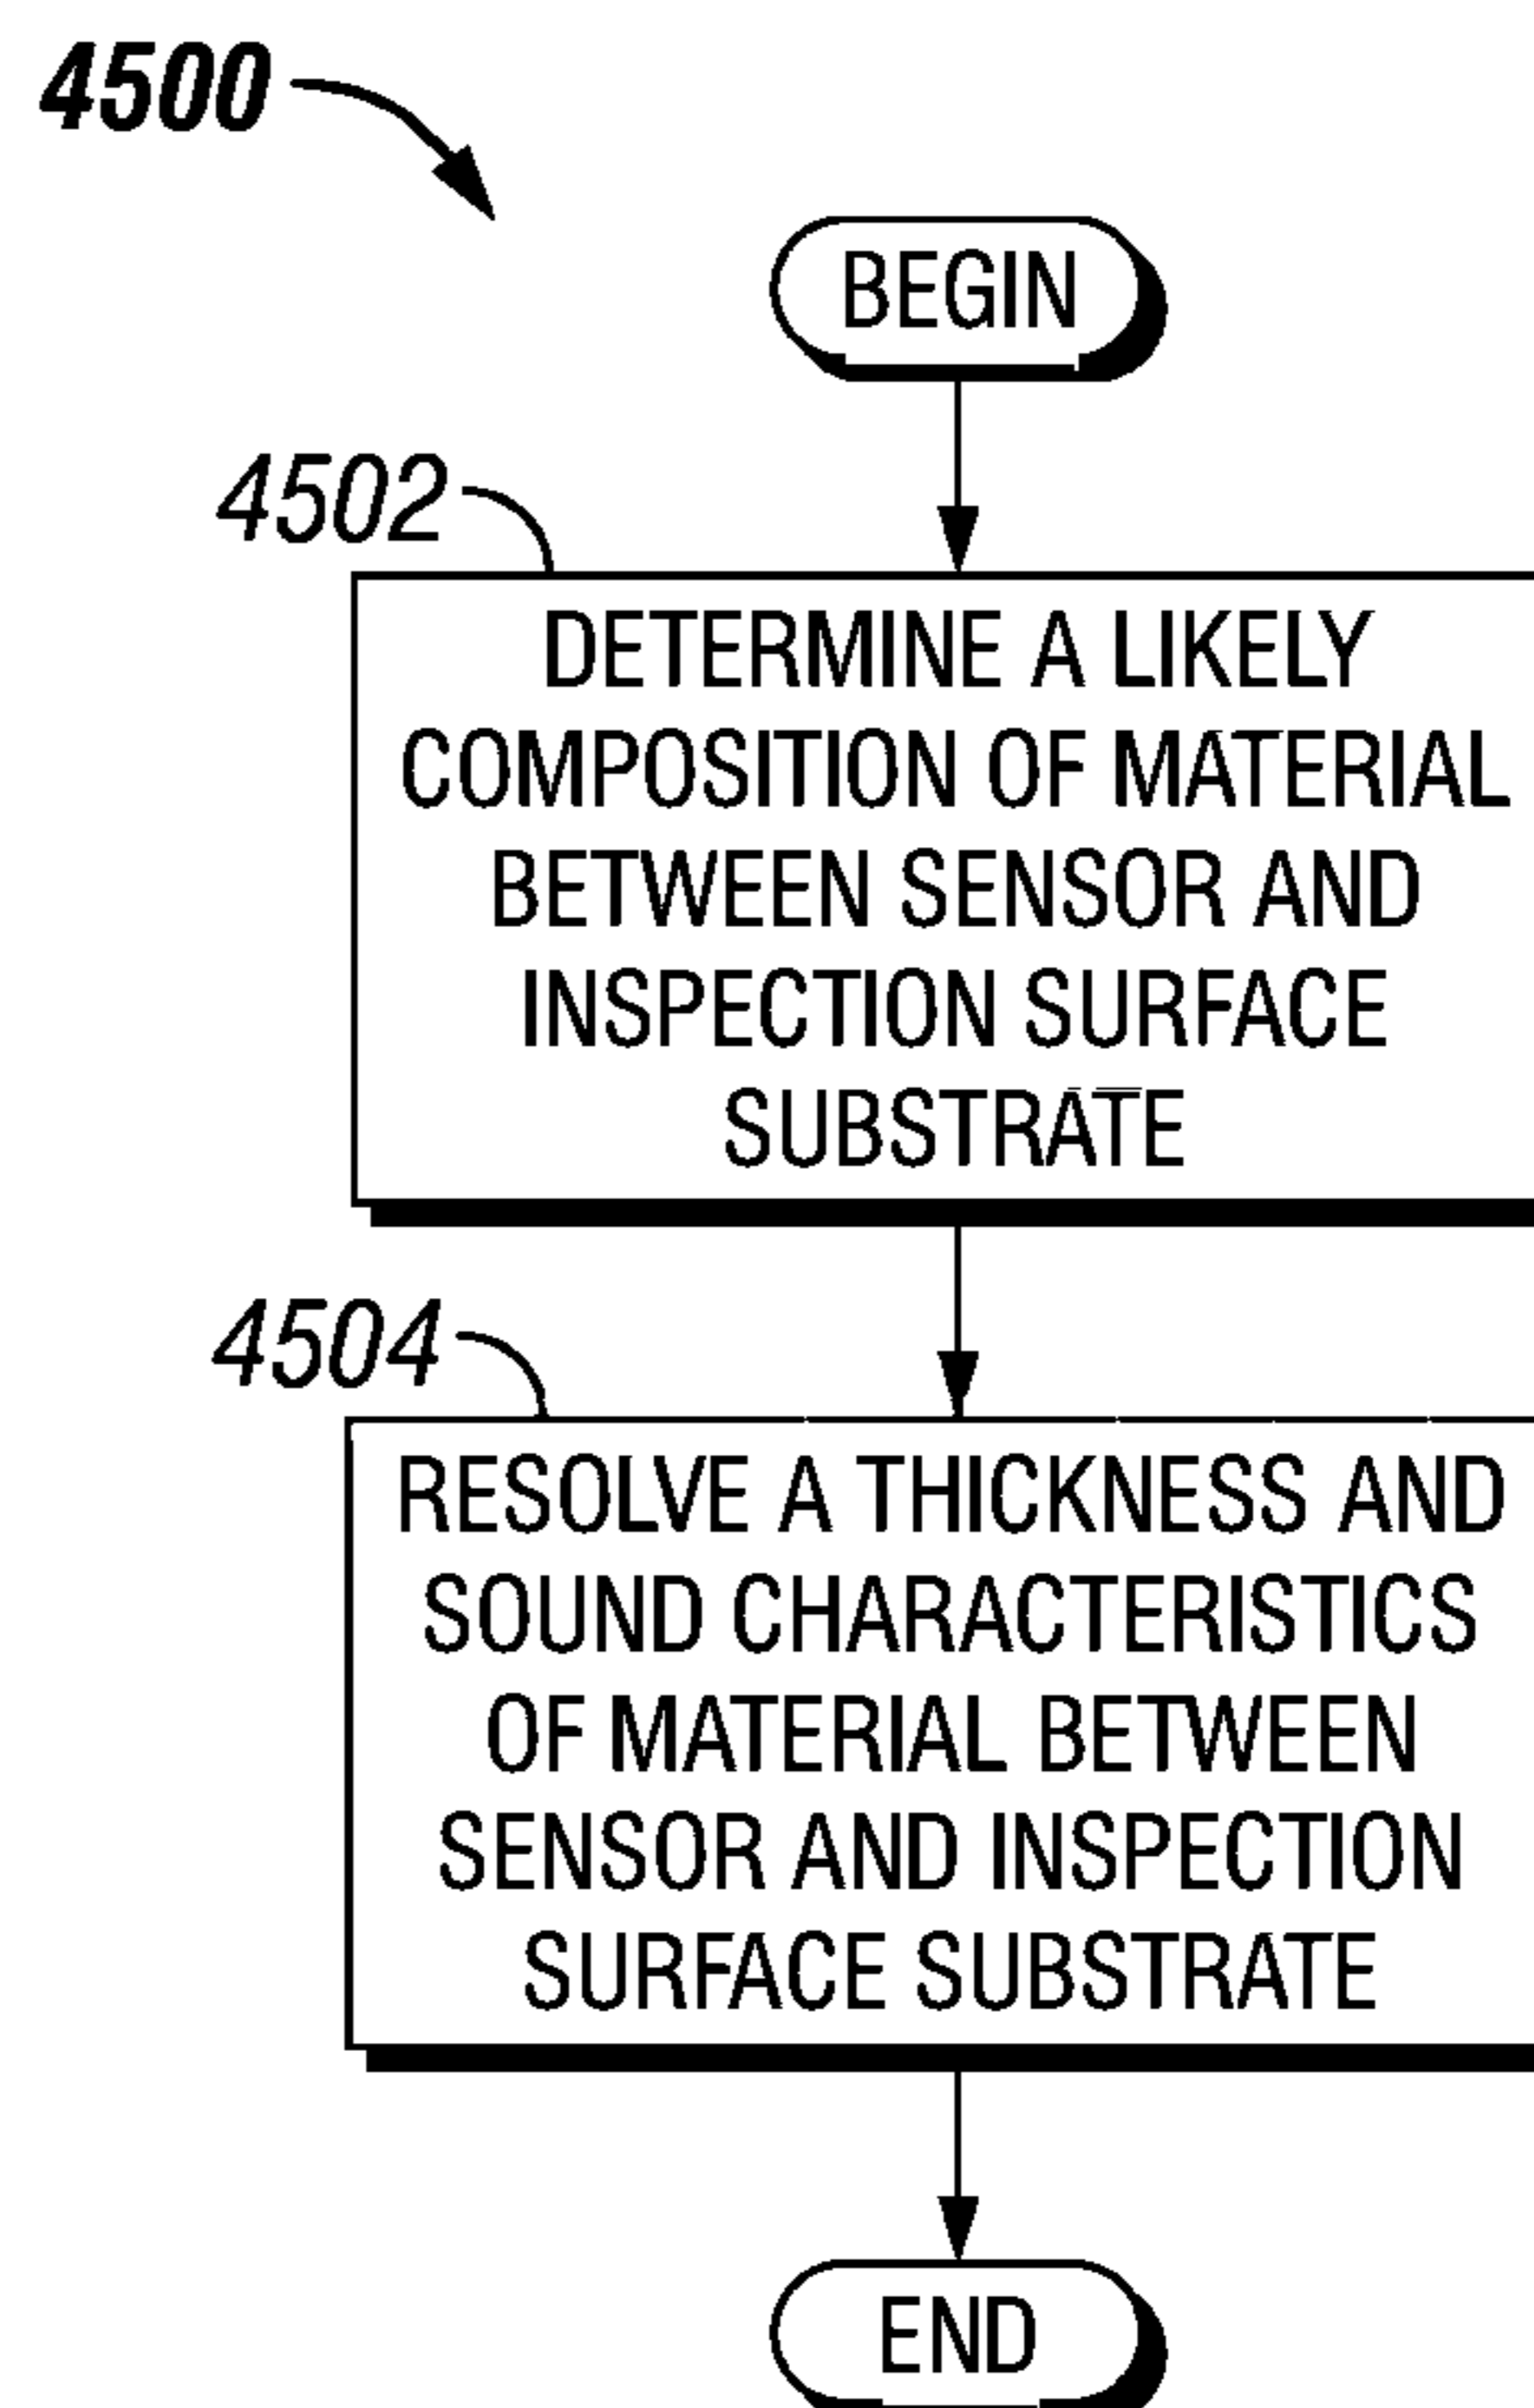 4500
BEGIN
4502
DETERMINE A LIKELY
COMPOSITION OF MATERIAL
BETWEEN SENSOR AND
INSPECTION SURFACE
SUBSTRATE
4504
RESOLVE A THICKNESS AND
SOUND CHARACTERISTICS
OF MATERIAL BETWEEN
SENSOR AND INSPECTION
SURFACE SUBSTRATE
END